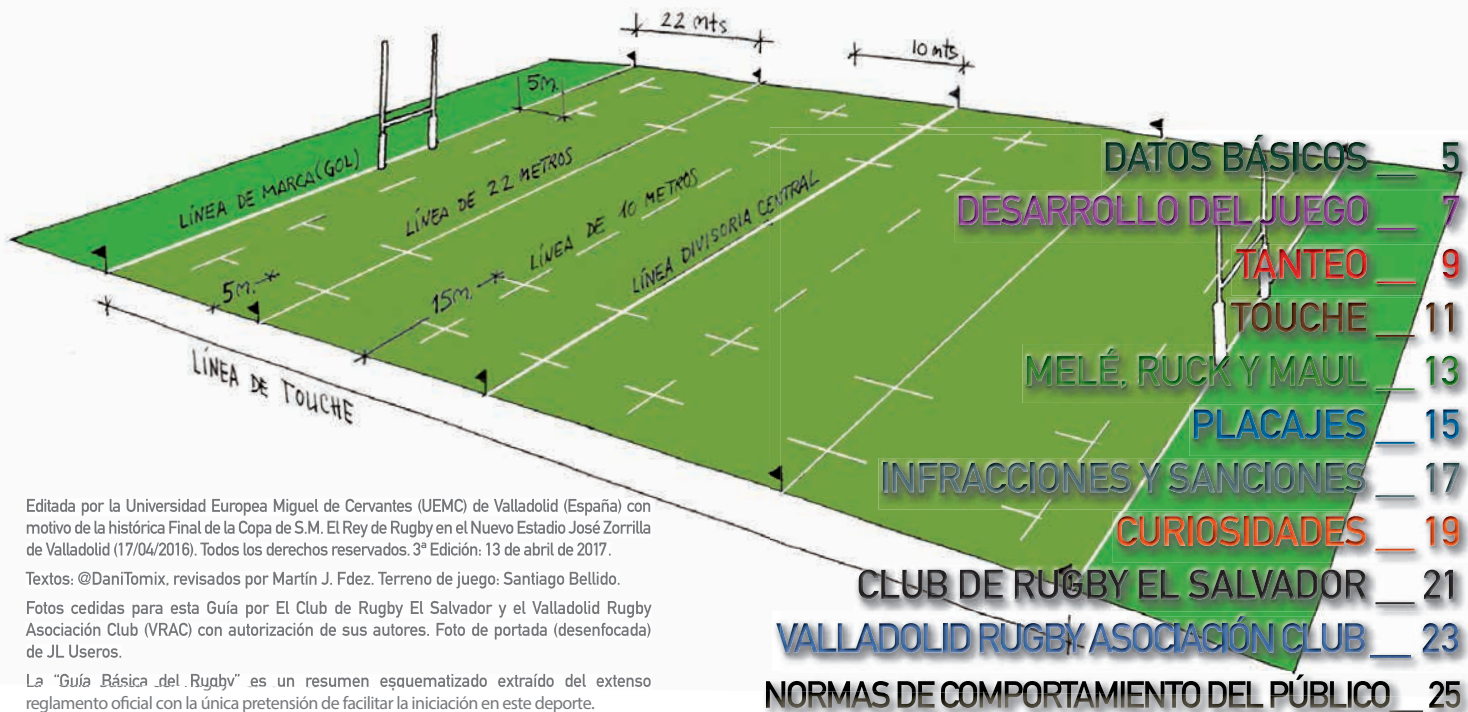 22 mts
10 mts
5m.
LÍNEA DE MARCA (GOL)
LÍNEA DE 22 METROS
LÍNEA DE 10 METROS
LÍNEA DIVISORIA CENTRAL
5m.
15m.
LÍNEA DE TOUCHE
DATOS BÁSICOS __ 5
DESARROLLO DEL JUEGO __ 7
TANTEO __ 9
TOUCHE __ 11
MELÉ, RUCK Y MAUL __ 13
PLACAJES __ 15
INFRACCIONES Y SANCIONES __ 17
CURIOSIDADES __ 19
CLUB DE RUGBY EL SALVADOR __ 21
VALLADOLID RUGBY ASOCIACIÓN CLUB __ 23
NORMAS DE COMPORTAMIENTO DEL PÚBLICO__ 25
Editada por la Universidad Europea Miguel de Cervantes (UEMC) de Valladolid (España) con
motivo de la histórica Final de la Copa de S.M. El Rey de Rugby en el Nuevo Estadio José Zorrilla
de Valladolid (17/04/2016). Todos los derechos reservados. 3ª Edición: 13 de abril de 2017.
Textos: @DaniTomix, revisados por Martín J. Fdez. Terreno de juego: Santiago Bellido.
Fotos cedidas para esta Guía por El Club de Rugby El Salvador y el Valladolid Rugby
Asociación Club (VRAC) con autorización de sus autores. Foto de portada (desenfocada)
de JL Useros.
La "Guía Básica del Rugby" es un resumen esquematizado extraído del extenso
reglamento oficial con la única pretensión de facilitar la iniciación en este deporte.